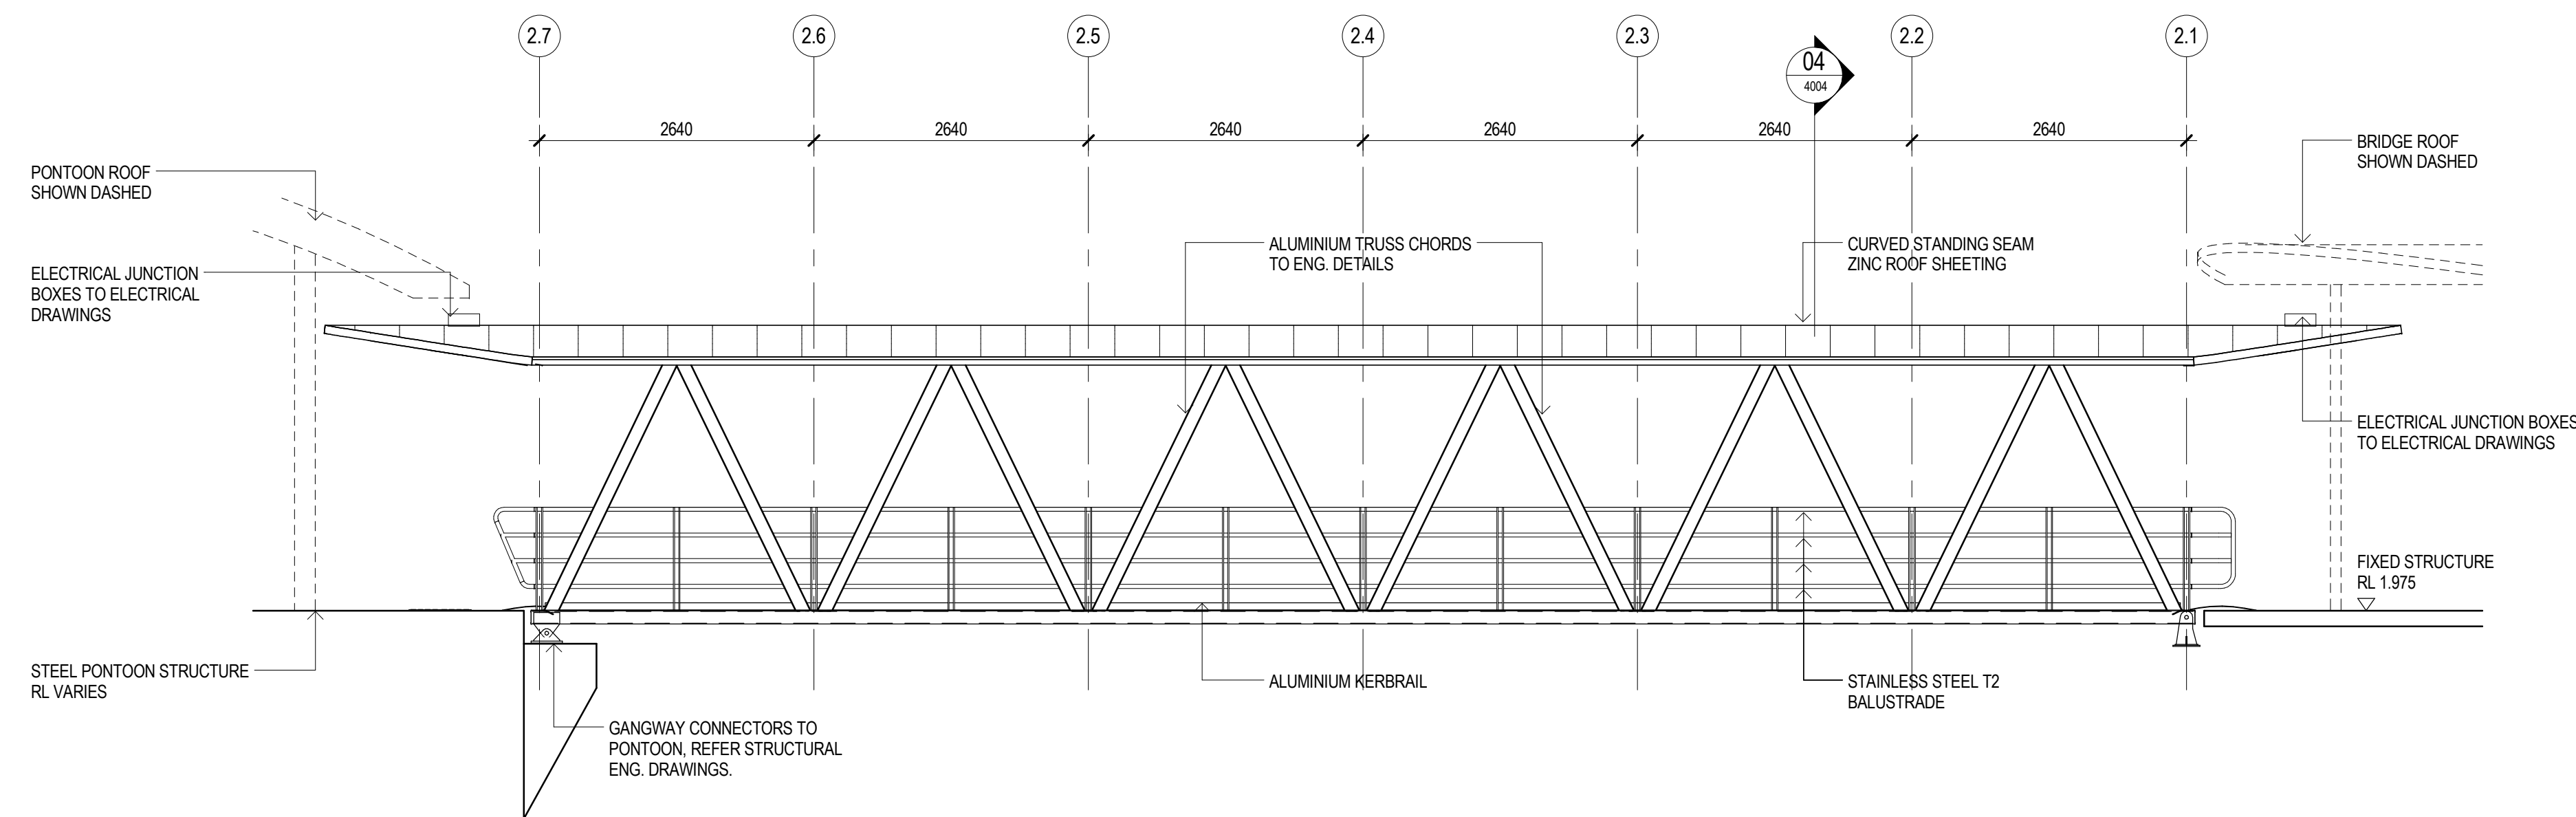 2.7
2.6
2.5
2.4
2.3
2.2
2.1
04
4004
2640
2640
2640
2640
2640
2640
PONTOON ROOF
SHOWN DASHED
BRIDGE ROOF
SHOWN DASHED
ELECTRICAL JUNCTION
BOXES TO ELECTRICAL
DRAWINGS
ALUMINIUM TRUSS CHORDS
TO ENG. DETAILS
CURVED STANDING SEAM
ZINC ROOF SHEETING
ELECTRICAL JUNCTION BOXES
TO ELECTRICAL DRAWINGS
FIXED STRUCTURE
RL 1.975
STEEL PONTOON STRUCTURE
RL VARIES
ALUMINIUM KERBRAIL
STAINLESS STEEL T2
BALUSTRADE
GANGWAY CONNECTORS TO
PONTOON, REFER STRUCTURAL
ENG. DRAWINGS.